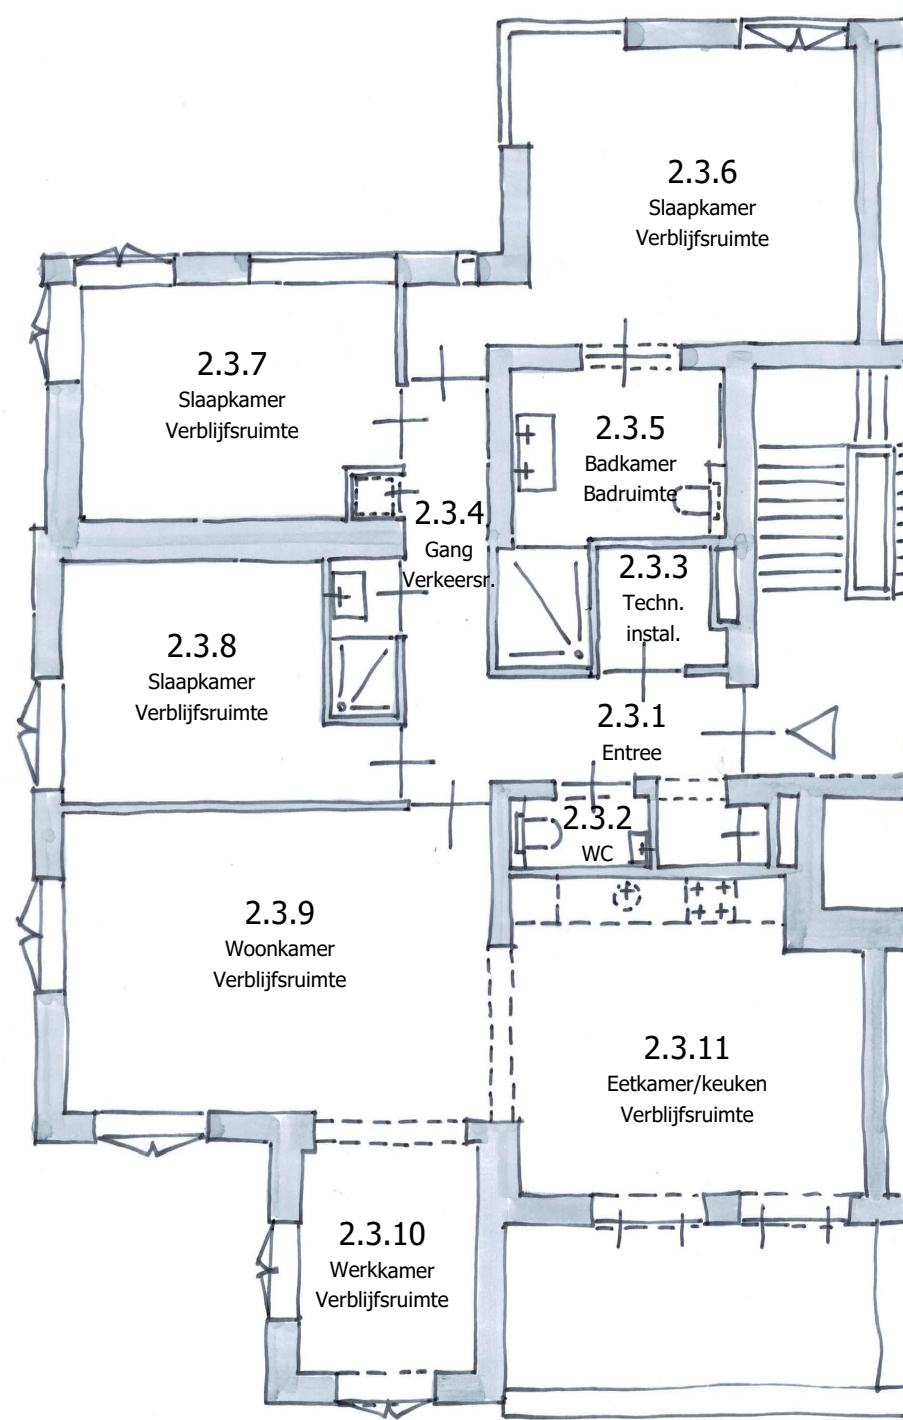 2.3.6
Slaapkamer
Verblijfsruimte
2.3.7
Slaapkamer
Verblijfsruimte
2.3.5
Badkamer
Badruimte
2.3.4
Gang
Verkeersr.
2.3.3
Techn.
instal.
2.3.8
Slaapkamer
Verblijfsruimte
2.3.1
Entree
2.3.2
WC
2.3.9
Woonkamer
Verblijfsruimte
2.3.11
Eetkamer/keuken
Verblijfsruimte
2.3.10
Werkkamer
Verblijfsruimte